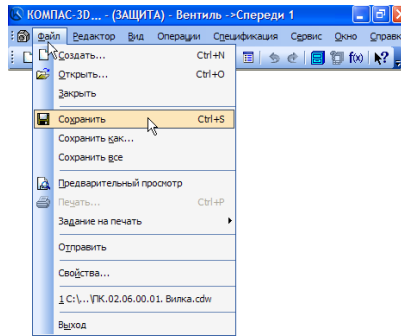 КОМПАС-3D... - (ЗАЩИТА) - Вентиль ->Спереди 1
Файл Редактор Вид Операции Спецификация Сервис Окно Справк
Создать... Ctrl+N
Открыть... Ctrl+O
Закрыть
Сохранить Ctrl+S
Сохранить как...
Сохранить все
Предварительный просмотр
Печать... Ctrl+P
Задание на печать
Отправить
Свойства...
1 C:\...\ПК.02.06.00.01. Вилка.cdw
Выход
f(x)